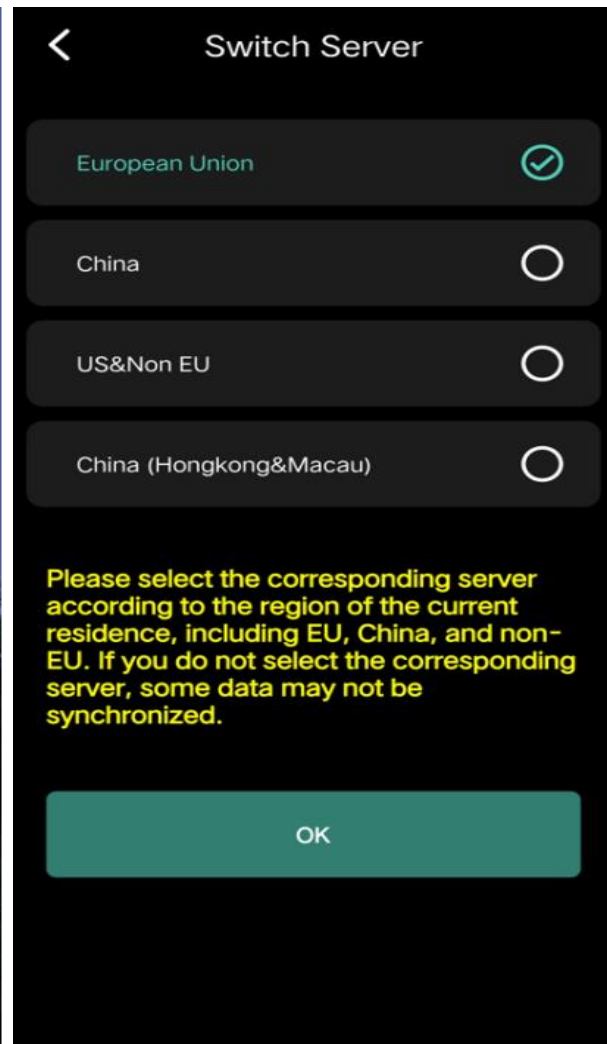 Switch Server
European Union
China
US&Non EU
China (Hongkong&Macau)
Please select the corresponding server
according to the region of the current
residence, including EU, China, and non-
EU. If you do not select the corresponding
server, some data may not be
synchronized.
OK